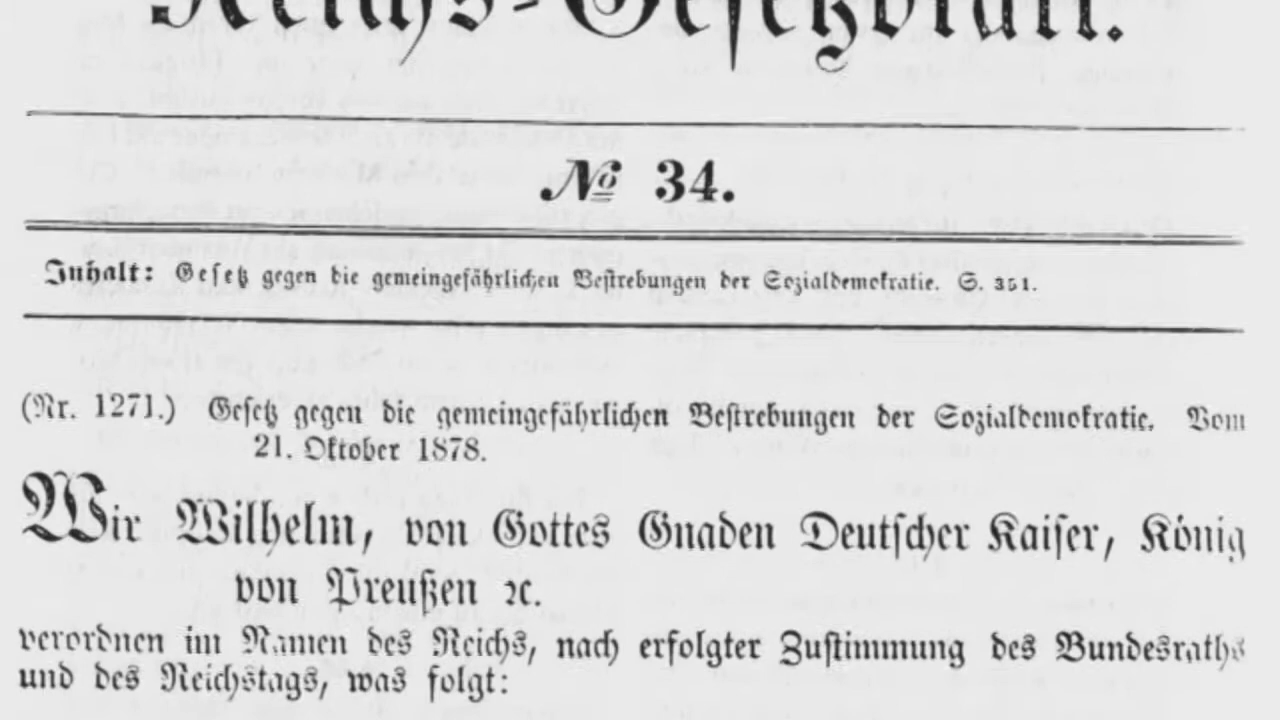 Reichs-Gesetzblatt.
№ 34.
Inhalt: Gesetz gegen die gemeingefährlichen Bestrebungen der Sozialdemokratie. S. 351.
(Nr. 1271.) Gesetz gegen die gemeingefährlichen Bestrebungen der Sozialdemokratie. Vom
21. Oktober 1878.
Wir Wilhelm, von Gottes Gnaden Deutscher Kaiser, König
von Preußen ꝛc.
verordnen im Namen des Reichs, nach erfolgter Zustimmung des Bundesraths
und des Reichstags, was folgt: